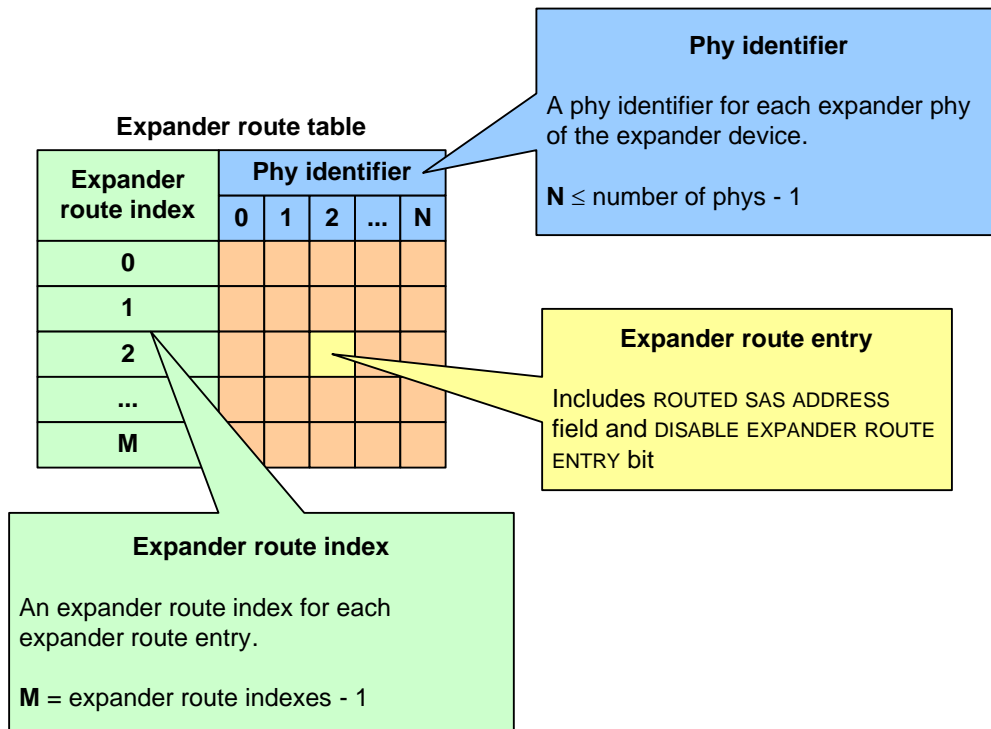 Phy identifier
A phy identifier for each expander phy
of the expander device.
N ≤ number of phys - 1
Expander route table
Expander
route index
Phy identifier
0 1 2 ... N
0
1
2
...
M
Expander route entry
Includes ROUTED SAS ADDRESS
field and DISABLE EXPANDER ROUTE
ENTRY bit
Expander route index
An expander route index for each
expander route entry.
M = expander route indexes - 1